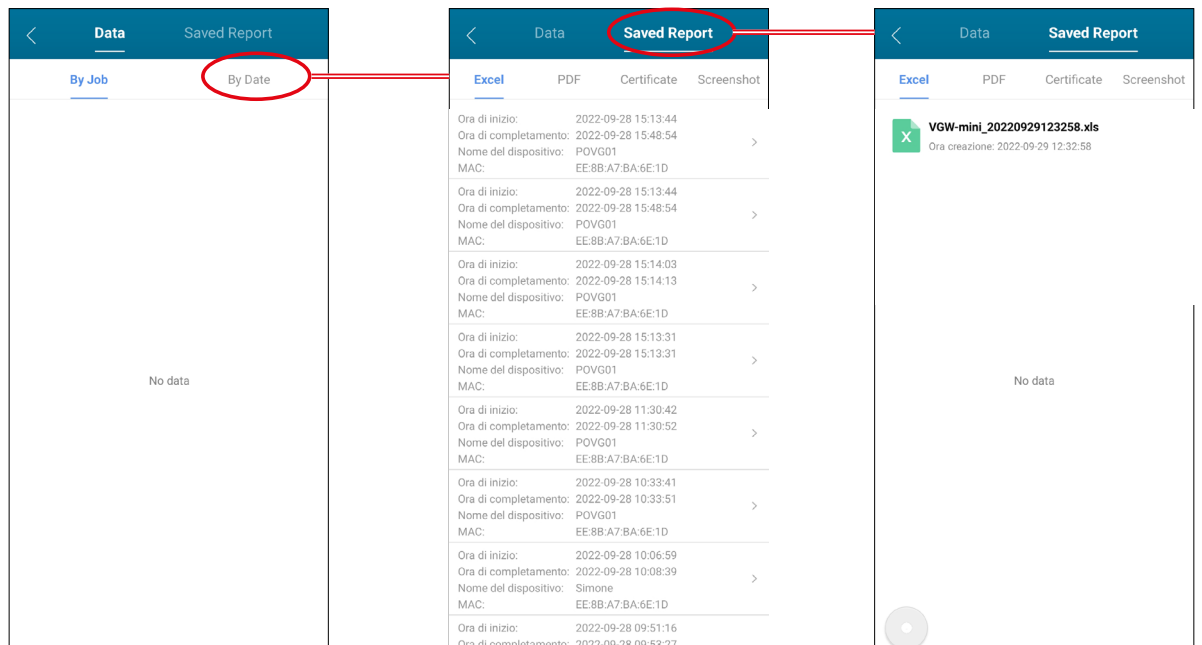 Data Saved Report
By Job By Date
No data
Data Saved Report
Excel PDF Certificate Screenshot
Ora di inizio: 2022-09-28 15:13:44
Ora di completamento: 2022-09-28 15:48:54
Nome del dispositivo: POVG01
MAC: EE:8B:A7:BA:6E:1D
Ora di inizio: 2022-09-28 15:13:44
Ora di completamento: 2022-09-28 15:48:54
Nome del dispositivo: POVG01
MAC: EE:8B:A7:BA:6E:1D
Ora di inizio: 2022-09-28 15:14:03
Ora di completamento: 2022-09-28 15:14:13
Nome del dispositivo: POVG01
MAC: EE:8B:A7:BA:6E:1D
Ora di inizio: 2022-09-28 15:13:31
Ora di completamento: 2022-09-28 15:13:31
Nome del dispositivo: POVG01
MAC: EE:8B:A7:BA:6E:1D
Ora di inizio: 2022-09-28 11:30:42
Ora di completamento: 2022-09-28 11:30:52
Nome del dispositivo: POVG01
MAC: EE:8B:A7:BA:6E:1D
Ora di inizio: 2022-09-28 10:33:41
Ora di completamento: 2022-09-28 10:33:51
Nome del dispositivo: POVG01
MAC: EE:8B:A7:BA:6E:1D
Ora di inizio: 2022-09-28 10:06:59
Ora di completamento: 2022-09-28 10:08:39
Nome del dispositivo: Simone
MAC: EE:8B:A7:BA:6E:1D
Ora di inizio: 2022-09-28 09:51:16
Ora di completamento: 2022-09-28 09:53:27
Data Saved Report
Excel PDF Certificate Screenshot
X
VGW-mini_20220929123258.xls
Ora creazione: 2022-09-29 12:32:58
No data